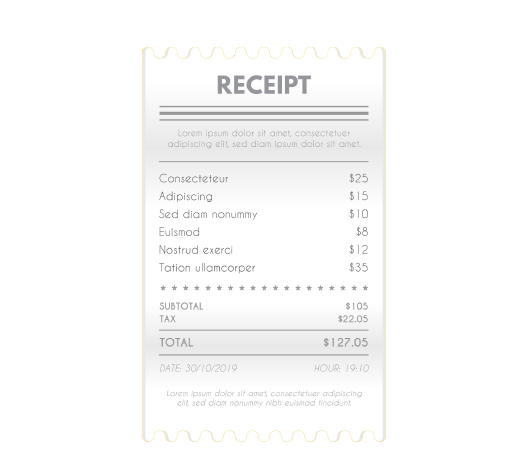 RECEIPT
Lorem ipsum dolor sit amet, consectetuer
adipiscing elit, sed diam ipsum dolor sit amet.
Consecteteur $25
Adipiscing $15
Sed diam nonummy $10
Euismod $8
Nostrud exerci $12
Tation ullamcorper $35
* * * * * * * * * * * * * * * * * * *
SUBTOTAL $105
TAX $22.05
TOTAL $127.05
DATE: 30/10/2019 HOUR: 19:10
Lorem ipsum dolor sit amet, consectetuer adipiscing
elit, sed diam nonummy nibh euismod tincidunt.